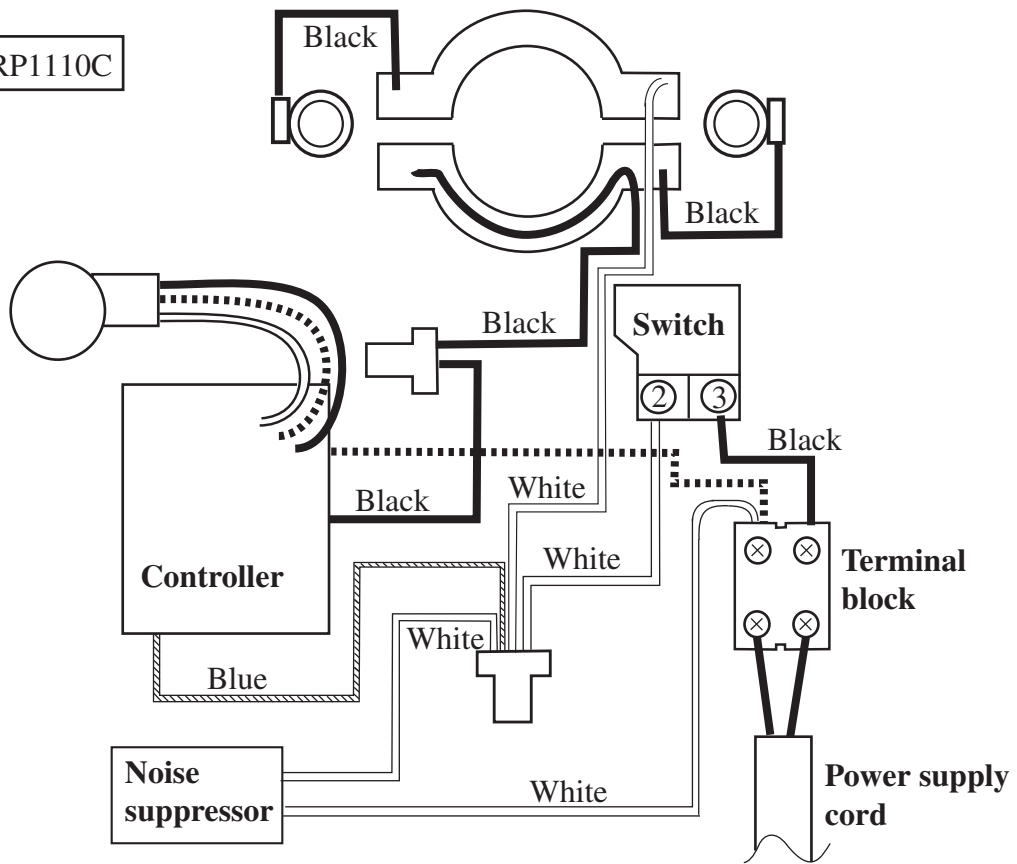 Black
RP1110C
Black
Black
Switch
2
3
Black
Black
White
White
Controller
Terminal
block
White
Blue
Noise
suppressor
White
Power supply
cord